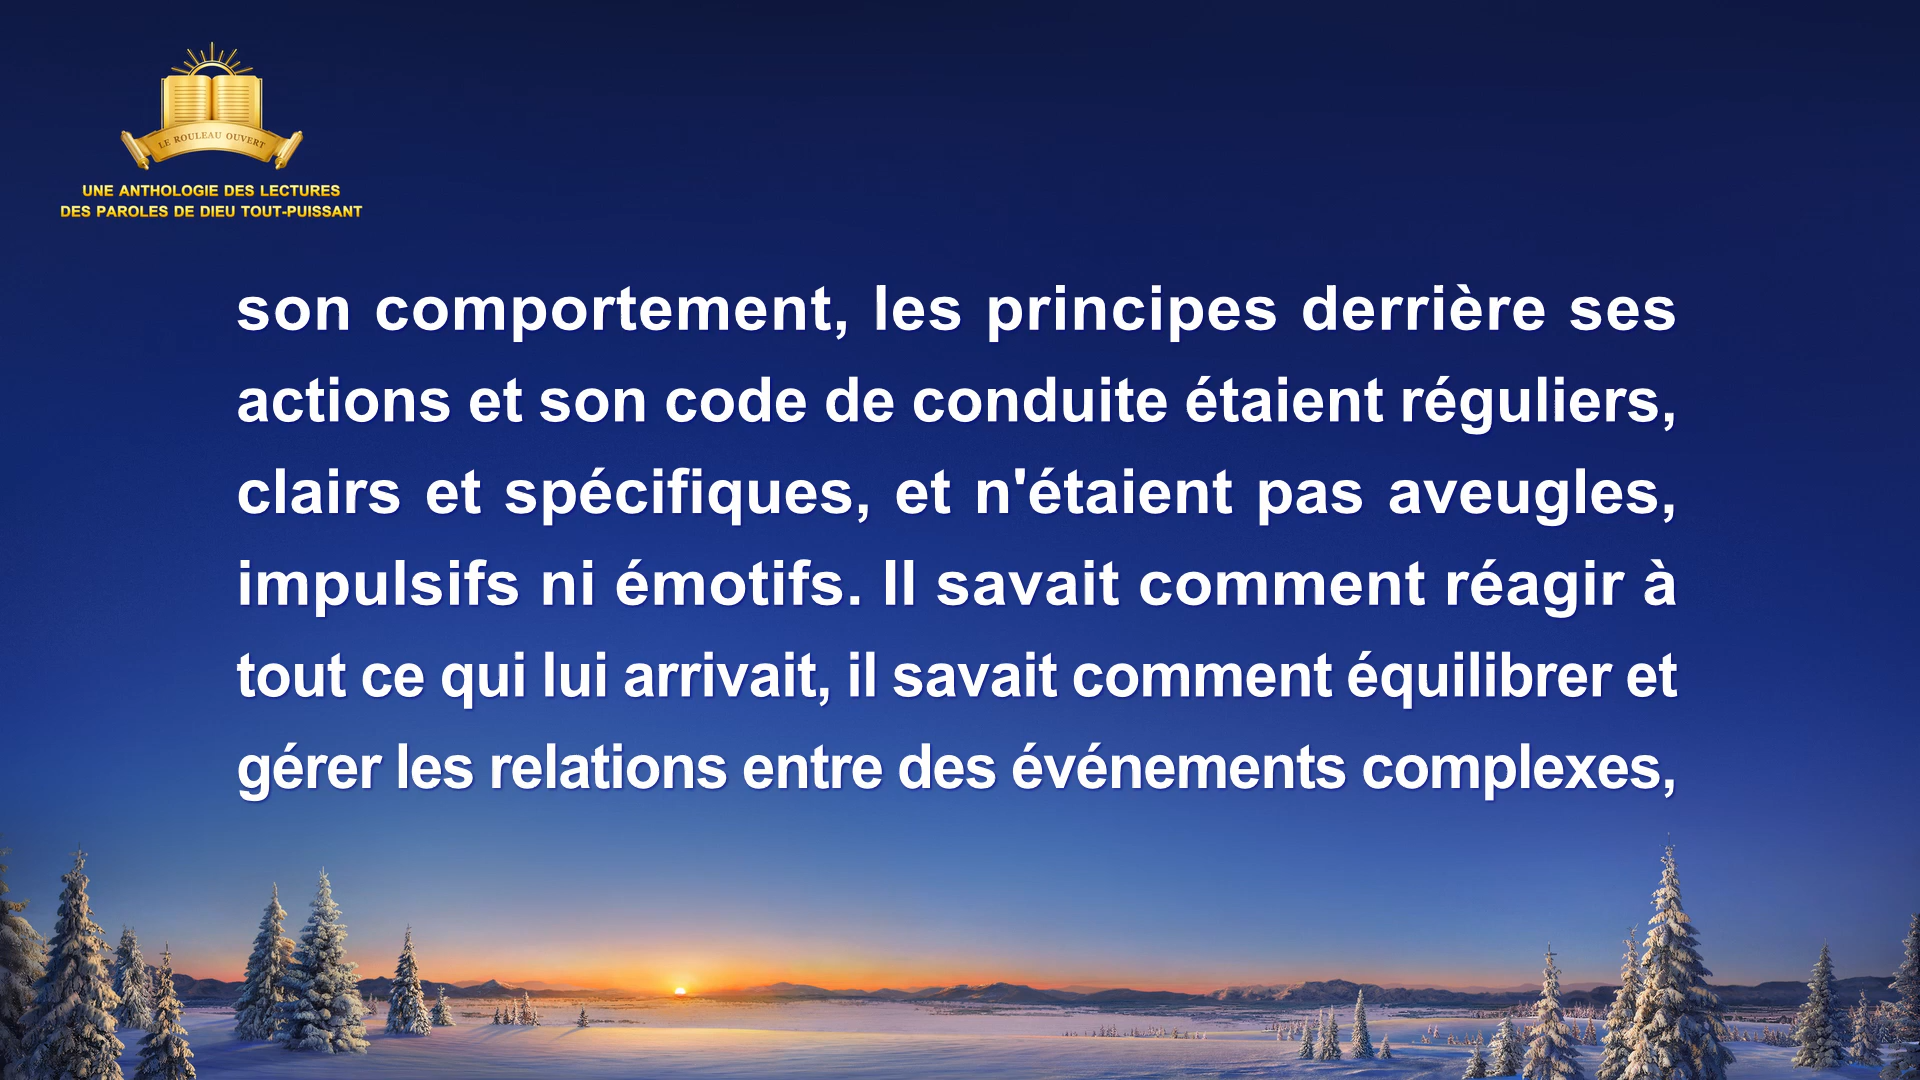 LE ROULEAU OUVERT
UNE ANTHOLOGIE DES LECTURES
DES PAROLES DE DIEU TOUT-PUISSANT
son comportement, les principes derrière ses
actions et son code de conduite étaient réguliers,
clairs et spécifiques, et n'étaient pas aveugles,
impulsifs ni émotifs. Il savait comment réagir à
tout ce qui lui arrivait, il savait comment équilibrer et
gérer les relations entre des événements complexes,